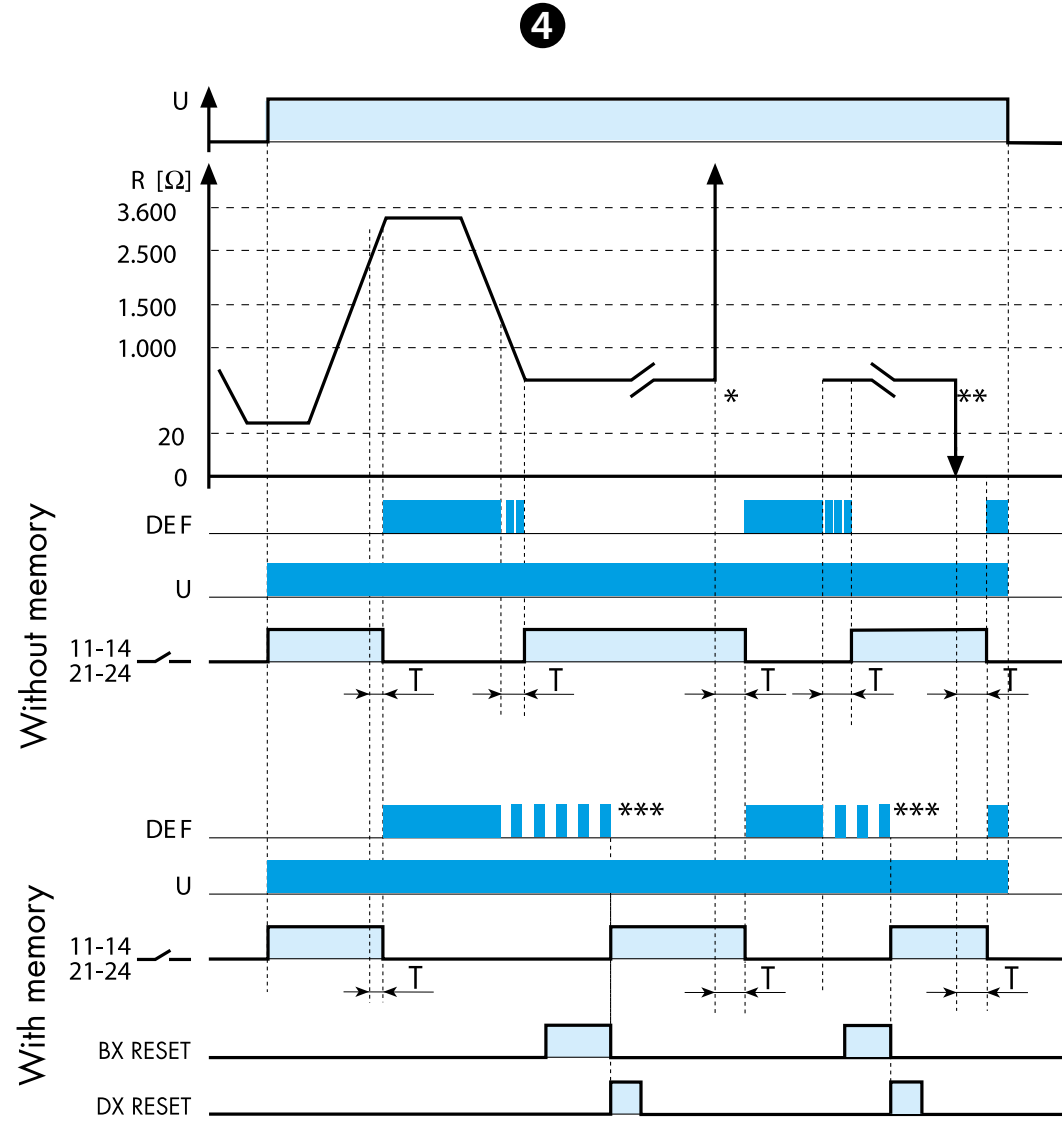 4
U
R [Ω]
3.600
2.500
1.500
1.000
*
**
20
0
Without memory
DEF
U
11-14
21-24
T T T T T
With memory
DEF *** ***
U
11-14
21-24
T T T
BX RESET
DX RESET